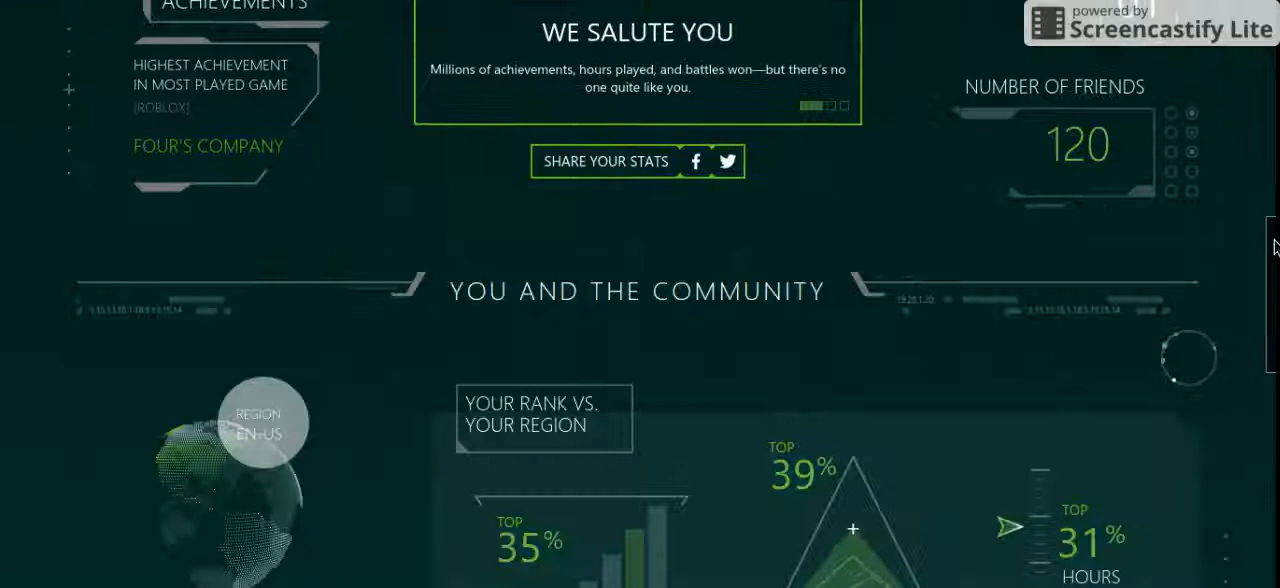 ACHIEVEMENTS
HIGHEST ACHIEVEMENT
IN MOST PLAYED GAME
[ROBLOX]
FOUR'S COMPANY
WE SALUTE YOU
Millions of achievements, hours played, and battles won—but there's no
one quite like you.
SHARE YOUR STATS
powered by
Screencastify Lite
NUMBER OF FRIENDS
120
YOU AND THE COMMUNITY
REGION
EN-US
YOUR RANK VS.
YOUR REGION
TOP
35%
TOP
39%
TOP
31%
HOURS